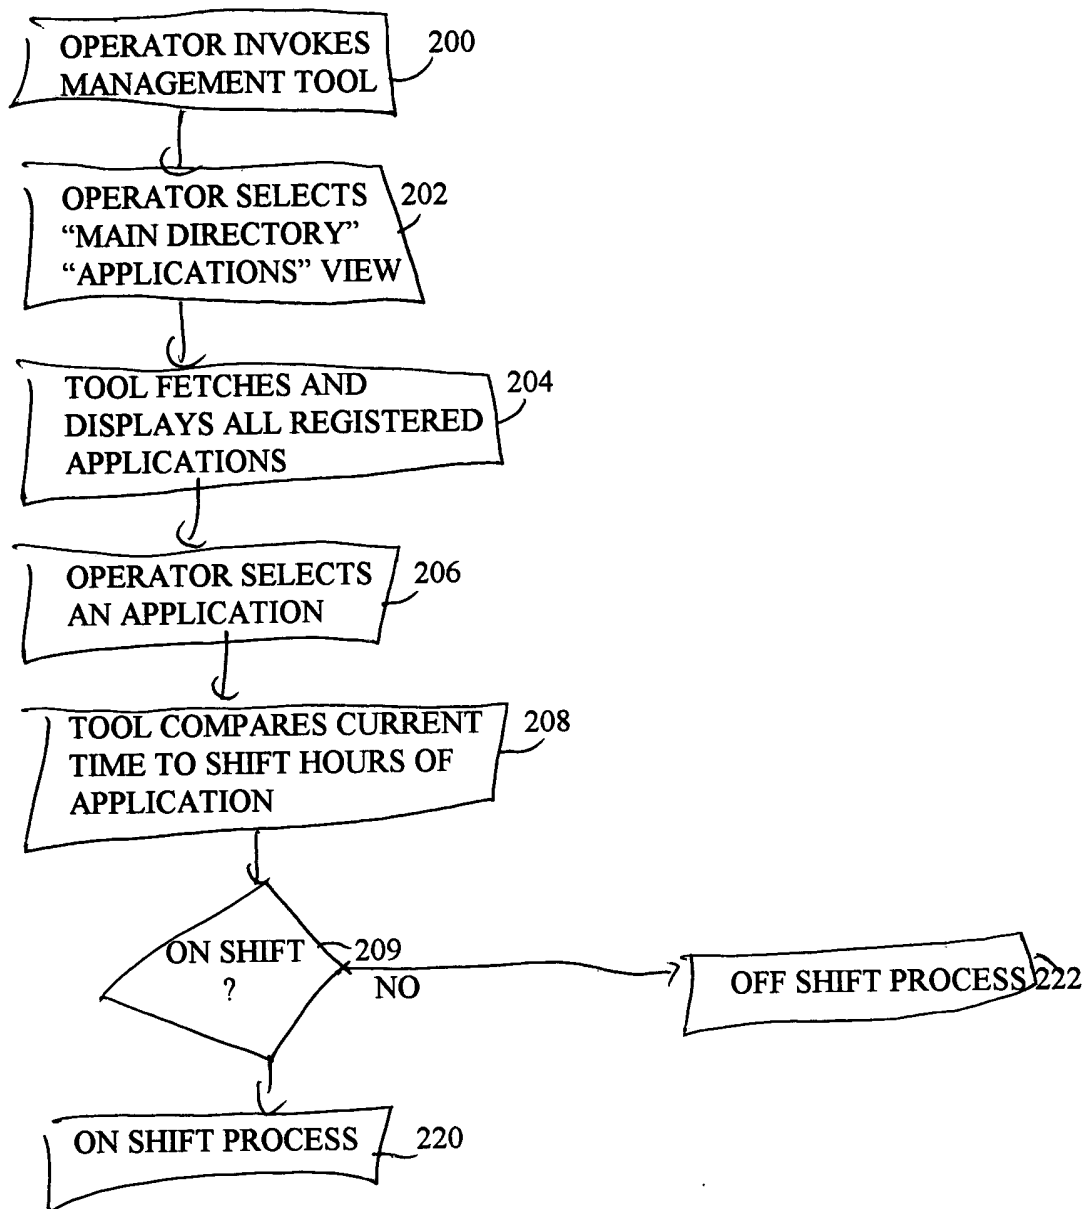 OPERATOR INVOKES
MANAGEMENT TOOL
200
OPERATOR SELECTS
“MAIN DIRECTORY”
“APPLICATIONS” VIEW
202
TOOL FETCHES AND
DISPLAYS ALL REGISTERED
APPLICATIONS
204
OPERATOR SELECTS
AN APPLICATION
206
TOOL COMPARES CURRENT
TIME TO SHIFT HOURS OF
APPLICATION
208
ON SHIFT
?
209
NO
OFF SHIFT PROCESS
222
ON SHIFT PROCESS
220